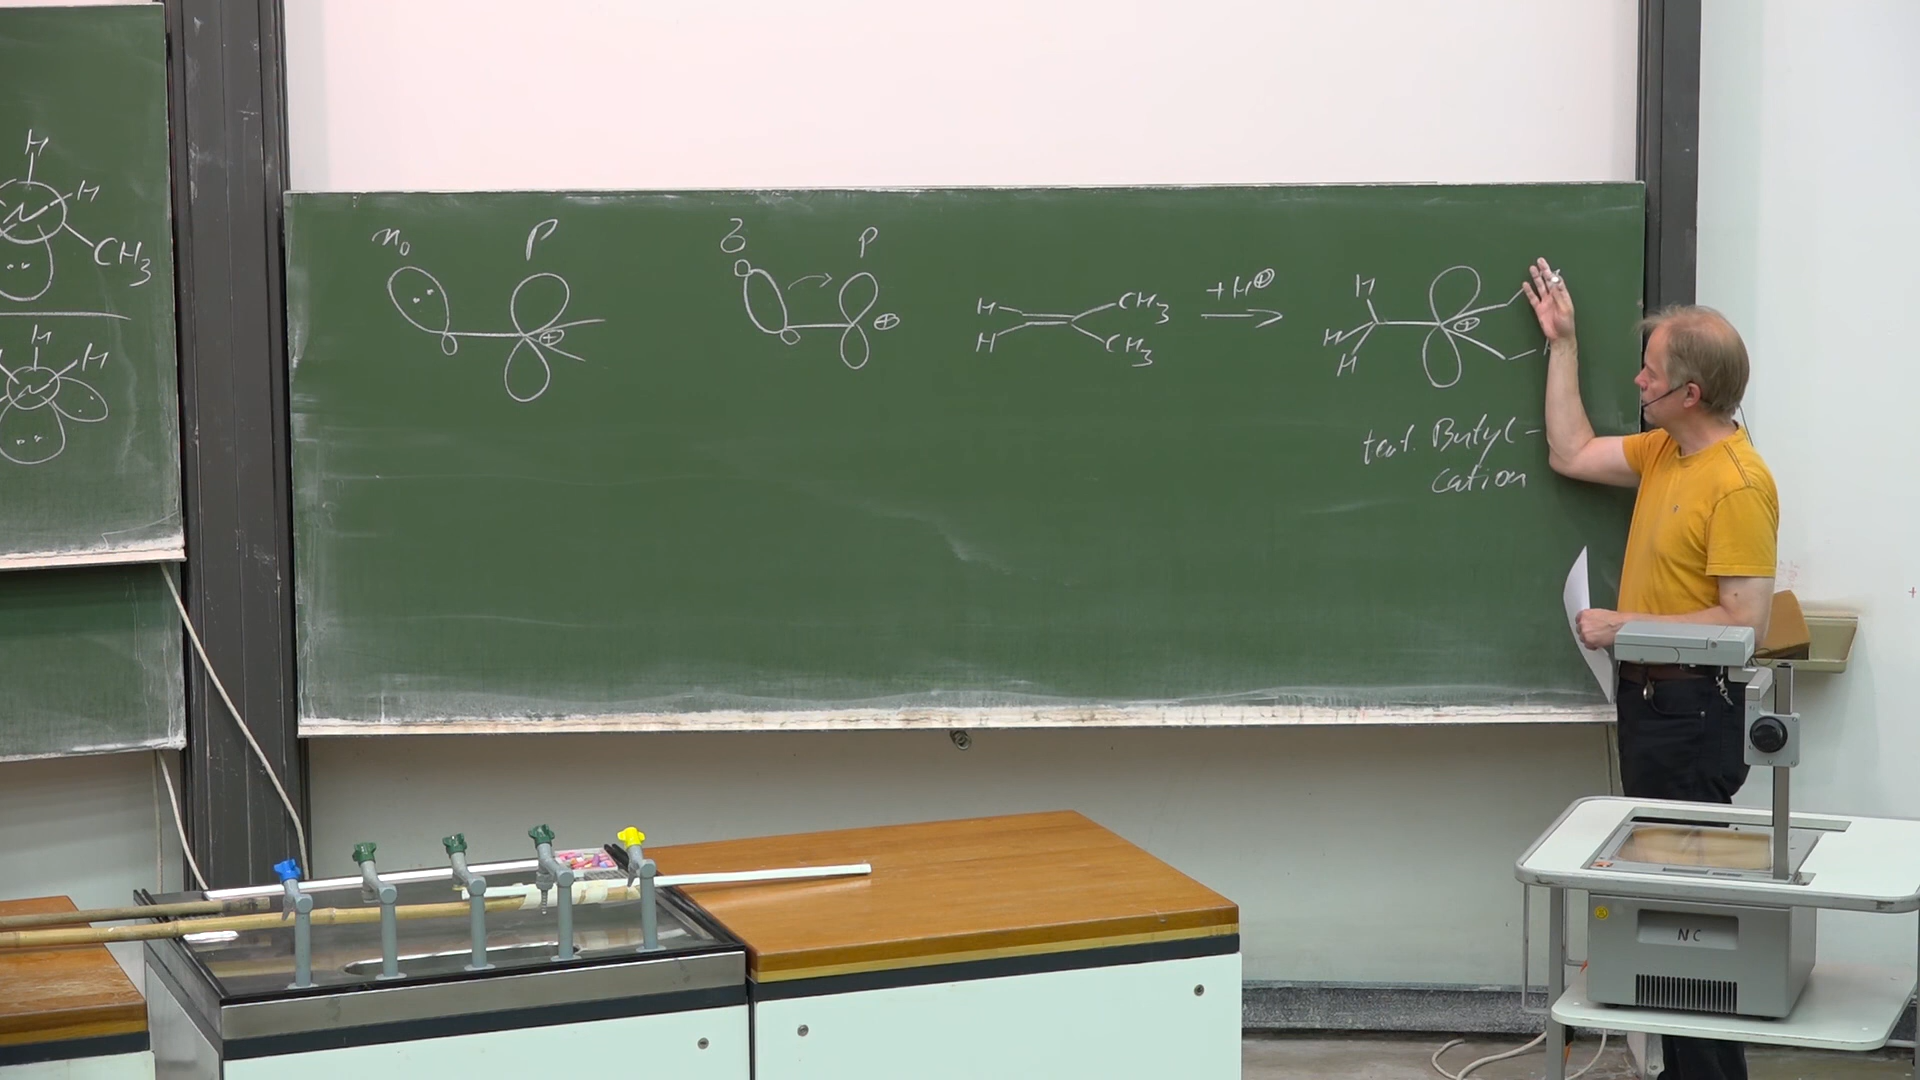 H
H
CH3
H
H
n0
p
⊕
σ
p
⊕
H
H
CH3
CH3
+H⊕
H
H
H
⊕
tert. Butyl-
cation
NC